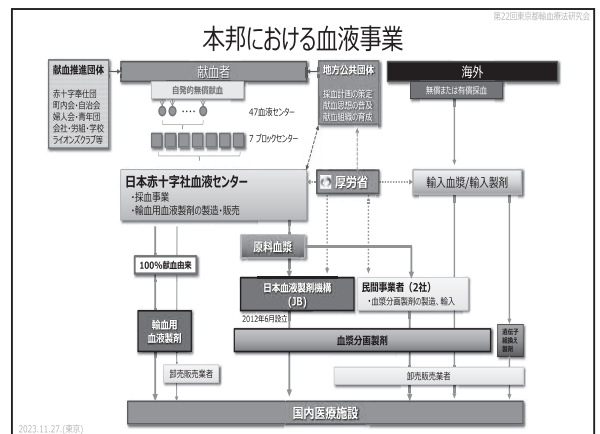 第22回東京都輸血療法研究会
本邦における血液事業
献血推進団体
赤十字奉仕団
町内会・自治会
婦人会・青年団
会社・労組・学校
ライオンズクラブ等
献血者
自発的無償献血
47血液センター
7 ブロックセンター
地方公共団体
採血計画の策定
献血思想の普及
献血組織の育成
海外
無償または有償採血
日本赤十字社血液センター
・採血事業
・輸血用血液製剤の製造・販売
厚労省
輸入血漿/輸入製剤
原料血漿
100%献血由来
日本血液製剤機構
(JB)
2012年6月設立
民間事業者（2社）
・血漿分画製剤の製造、輸入
輸血用
血液製剤
血漿分画製剤
遺伝子
組換え
製剤
卸売販売業者
卸売販売業者
国内医療施設
2023.11.27.(東京)